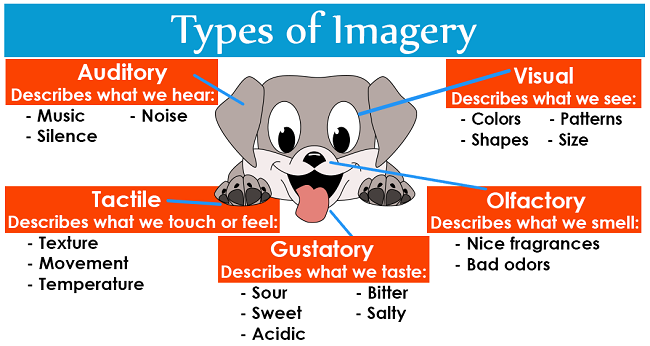 Types of Imagery
Auditory
Describes what we hear:
- Music - Noise
- Silence
Visual
Describes what we see:
- Colors - Patterns
- Shapes - Size
Tactile
Describes what we touch or feel:
- Texture
- Movement
- Temperature
Gustatory
Describes what we taste:
- Sour - Bitter
- Sweet - Salty
- Acidic
Olfactory
Describes what we smell:
- Nice fragrances
- Bad odors